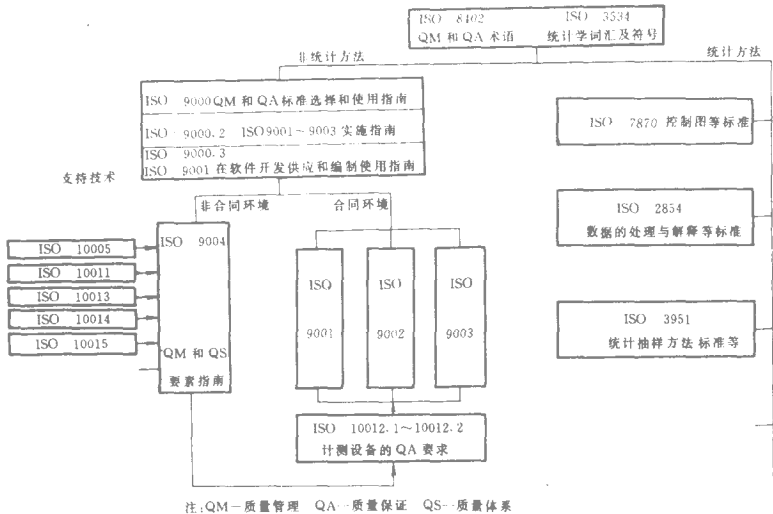 ISO 8402 ISO 3534
QM 和 QA 术语 统计学词汇及符号
非统计方法 统计方法
ISO 9000 QM 和 QA 标准选择和使用指南
ISO 9000.2 ISO 9001～9003 实施指南
ISO 9000.3
ISO 9001 在软件开发供应和编制使用指南
ISO 7870 控制图等标准
支持技术
非合同环境 合同环境
ISO 9004
ISO 10005
ISO 10011
ISO 10013
ISO 10014
ISO 10015
QM 和 QS
要素指南
ISO
9001
ISO
9002
ISO
9003
ISO 2854
数据的处理与解释等标准
ISO 3951
统计抽样方法标准等
ISO 10012.1～10012.2
计测设备的 QA 要求
注:QM－质量管理 QA－质量保证 QS－质量体系